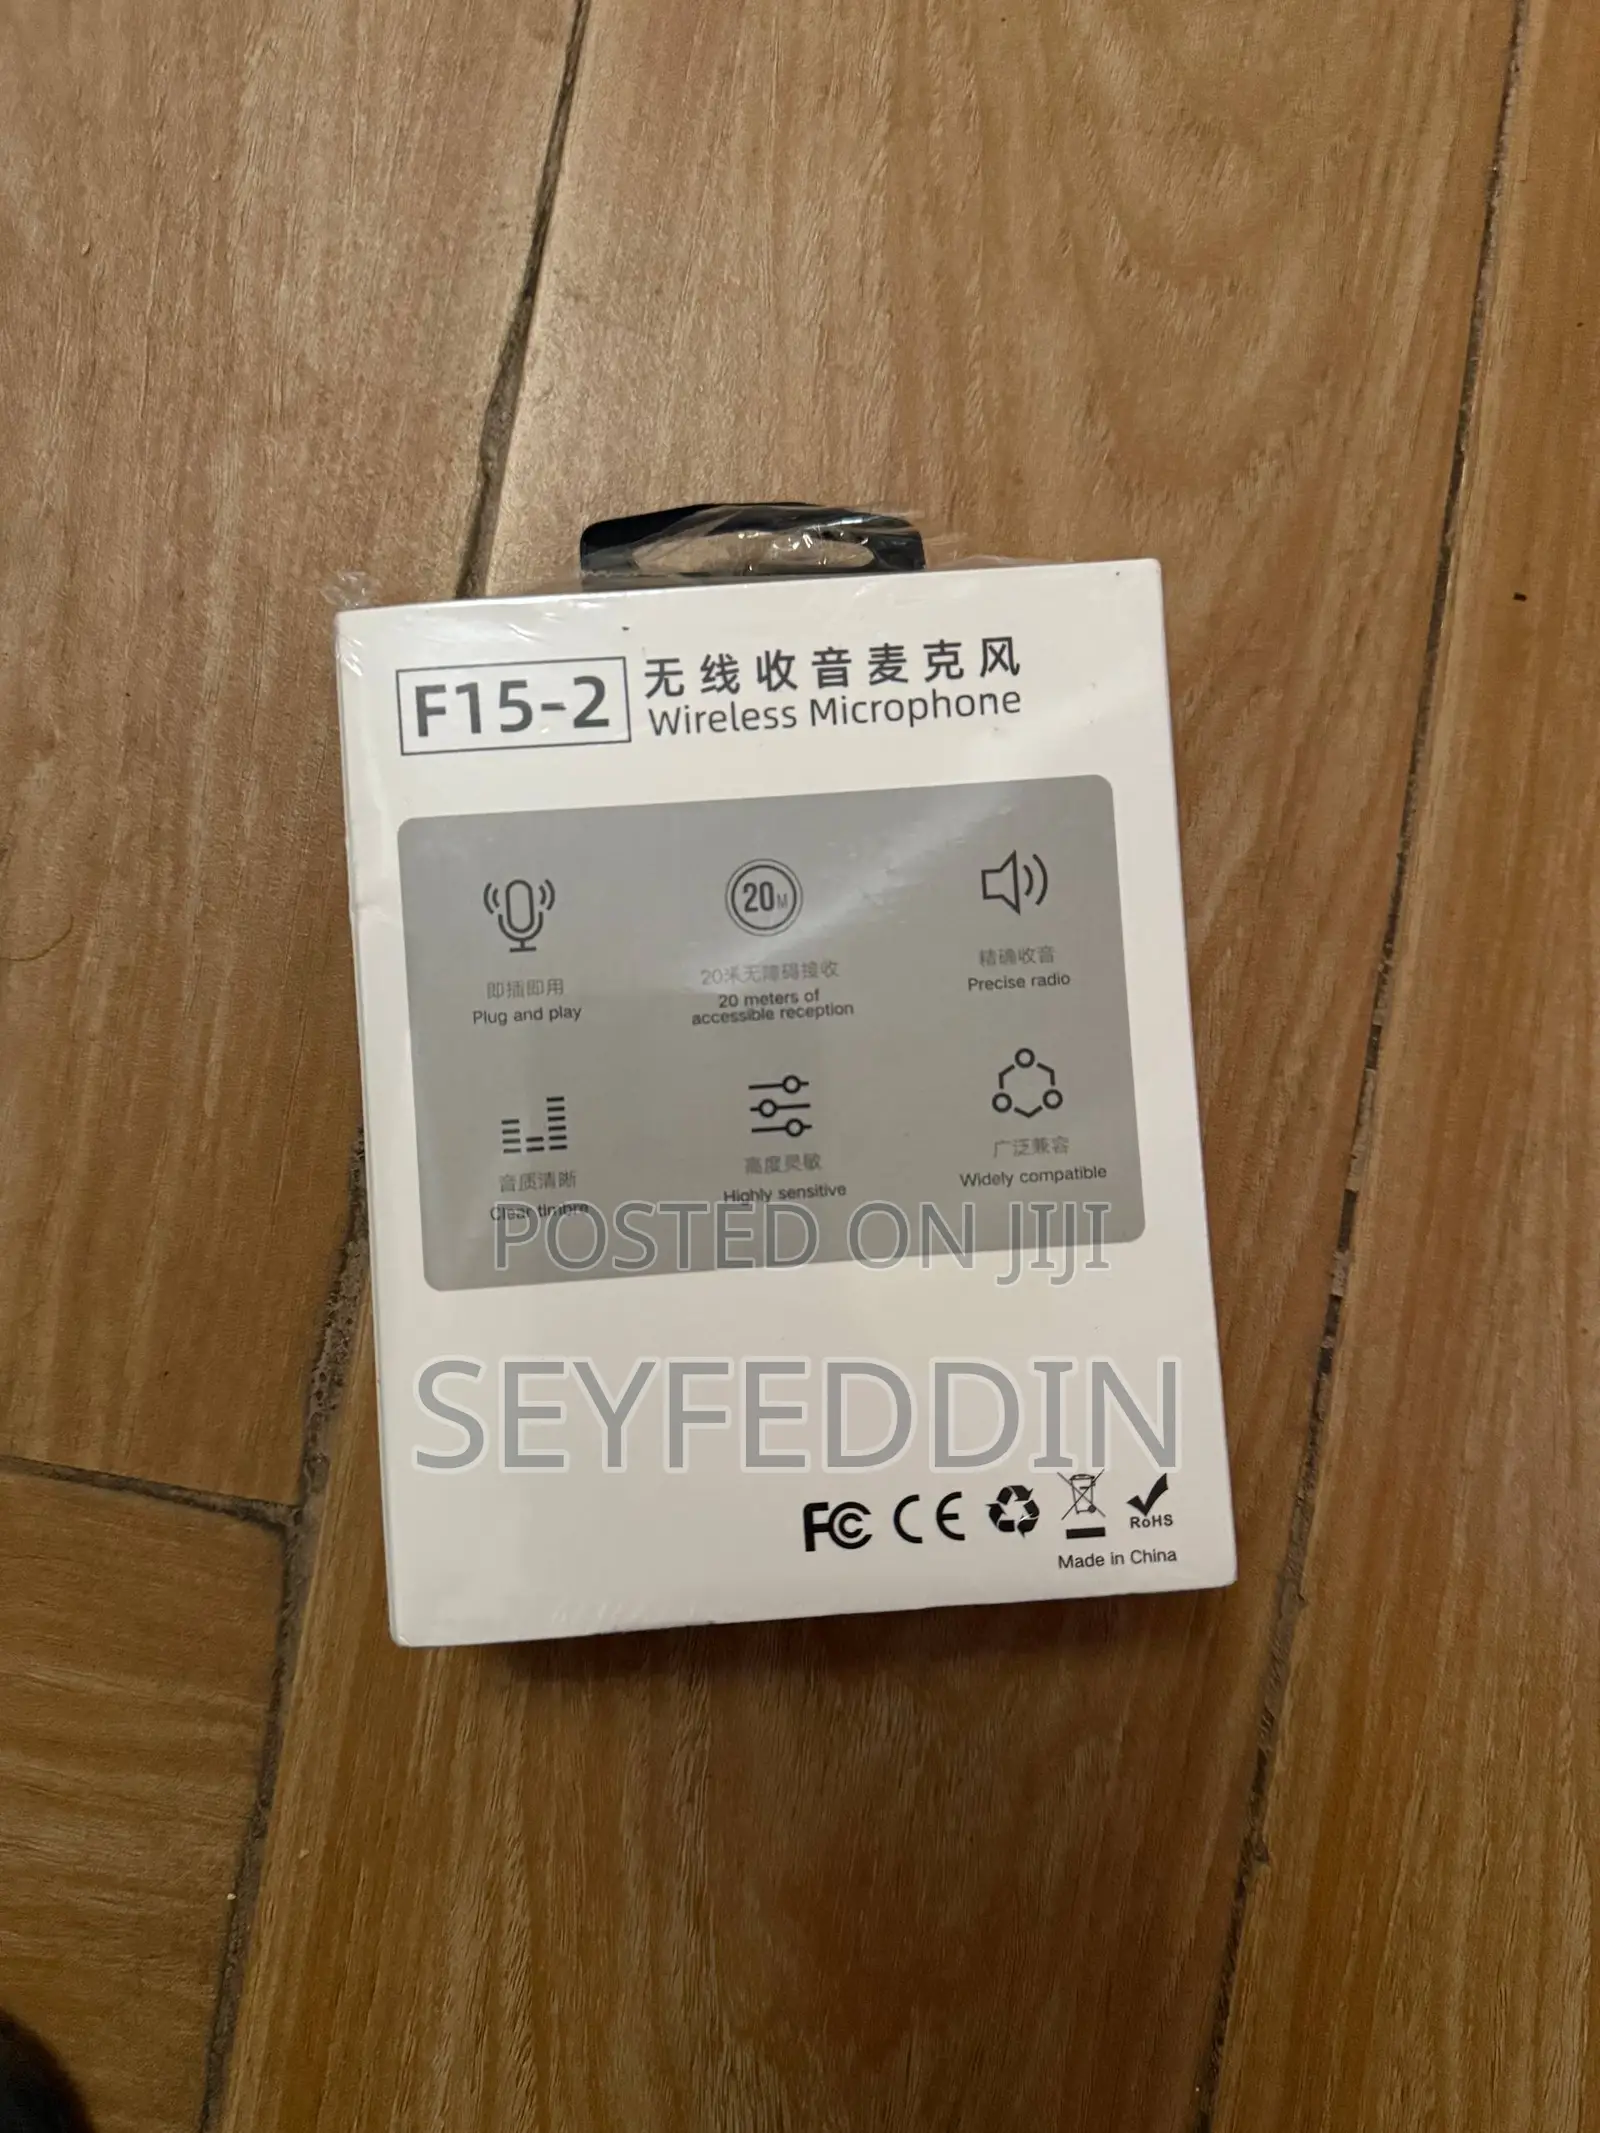 F15-2
无线收音麦克风
Wireless Microphone
20M
即插即用
Plug and play
20米无障碍接收
20 meters of
accessible reception
精确收音
Precise radio
音质清晰
Clear timbre
高度灵敏
Highly sensitive
广泛兼容
Widely compatible
POSTED ON JIJI
SEYFEDDIN
FC CE RoHS
Made in China